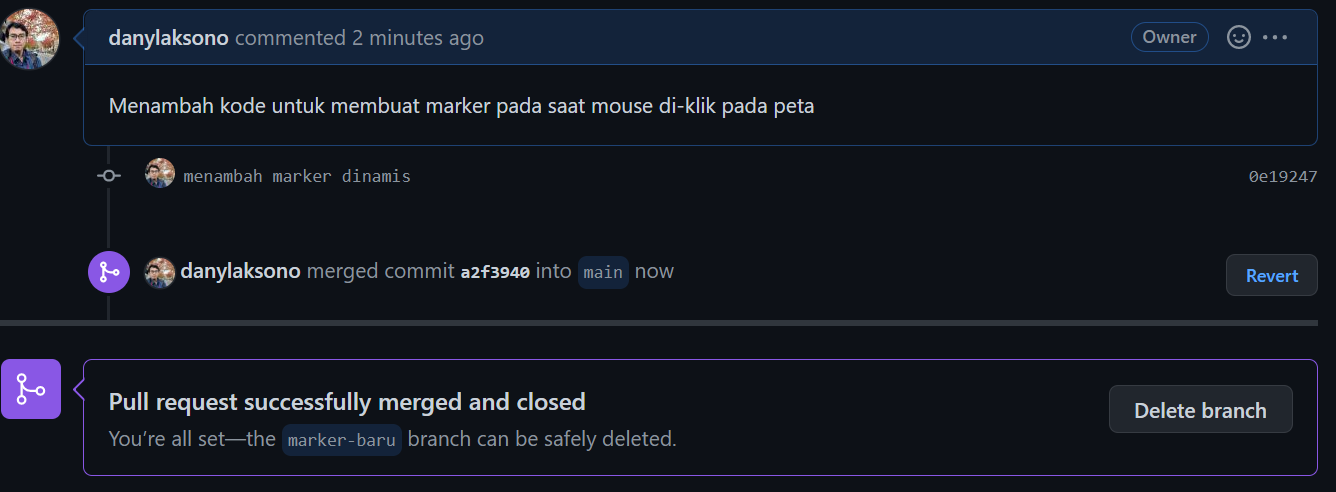 danylaksono commented 2 minutes ago Owner
Menambah kode untuk membuat marker pada saat mouse di-klik pada peta
menambah marker dinamis 0e19247
danylaksono merged commit a2f3940 into main now Revert
Pull request successfully merged and closed
You’re all set—the marker-baru branch can be safely deleted.
Delete branch